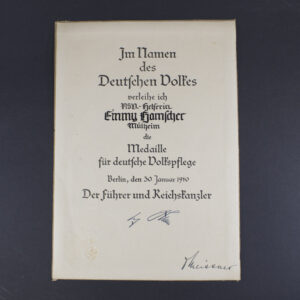 Im Namen
des
Deutschen Volkes
verleihe ich
NSV.-Helferin
Emmy Hamscher
Mülheim
die
Medaille
für deutsche Volkspflege
Berlin, den 30. Januar 1940
Der Führer und Reichskanzler
Meissner